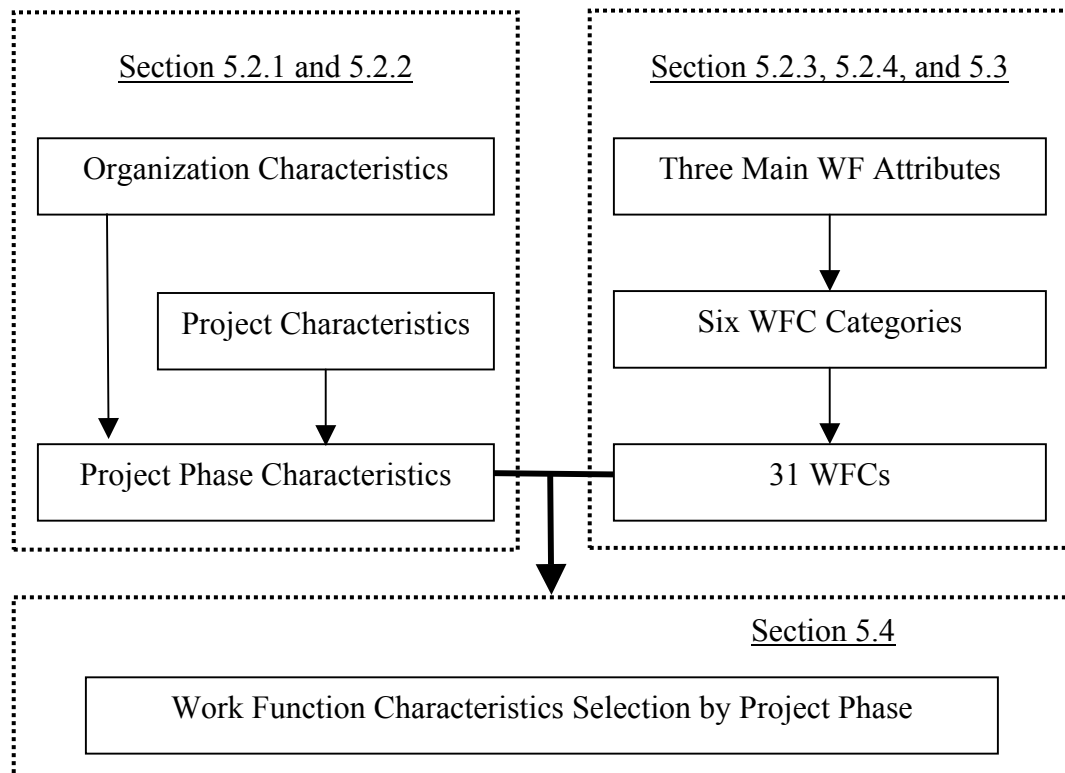 Section 5.2.1 and 5.2.2
Organization Characteristics
Project Characteristics
Project Phase Characteristics
Section 5.2.3, 5.2.4, and 5.3
Three Main WF Attributes
Six WFC Categories
31 WFCs
Section 5.4
Work Function Characteristics Selection by Project Phase